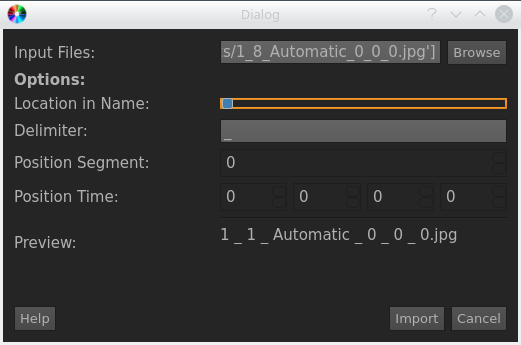 Dialog
Input Files: s/1_8_Automatic_0_0_0.jpg'] Browse
Options:
Location in Name:
Delimiter: _
Position Segment: 0
Position Time: 0 0 0 0
Preview: 1 _ 1 _ Automatic _ 0 _ 0 _ 0.jpg
Help Import Cancel